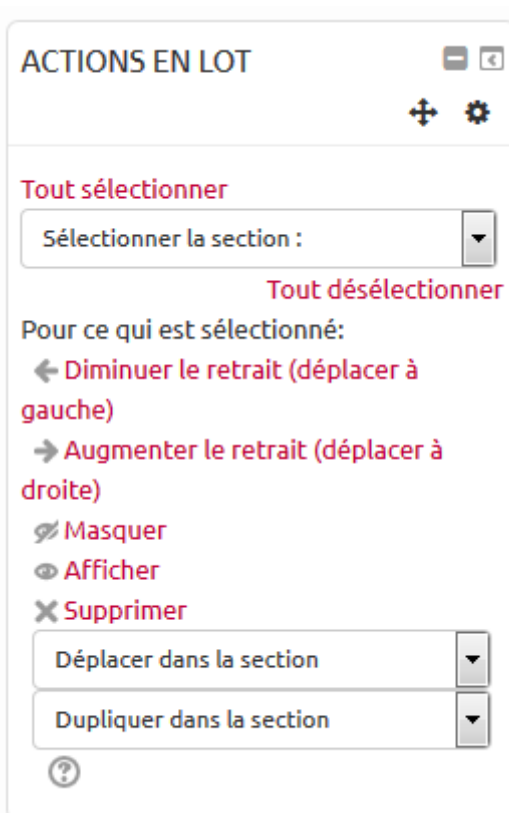 ACTIONS EN LOT
Tout sélectionner
Sélectionner la section :
Tout désélectionner
Pour ce qui est sélectionné:
Diminuer le retrait (déplacer à
gauche)
Augmenter le retrait (déplacer à
droite)
Masquer
Afficher
Supprimer
Déplacer dans la section
Dupliquer dans la section